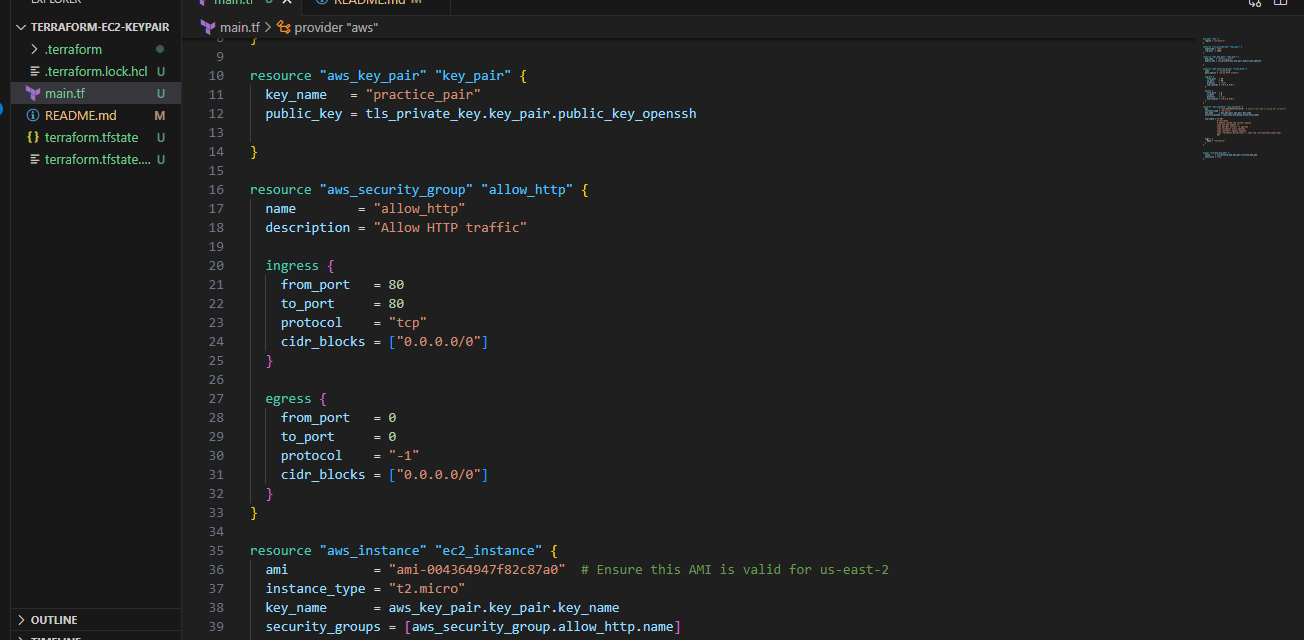 EXPLORER
main.tf U
README.md M
TERRAFORM-EC2-KEYPAIR
main.tf > provider "aws"
.terraform
.terraform.lock.hcl U
main.tf U
README.md M
terraform.tfstate U
terraform.tfstate.... U
8 }
9
10 resource "aws_key_pair" "key_pair" {
11 key_name = "practice_pair"
12 public_key = tls_private_key.key_pair.public_key_openssh
13
14 }
15
16 resource "aws_security_group" "allow_http" {
17 name = "allow_http"
18 description = "Allow HTTP traffic"
19
20 ingress {
21 from_port = 80
22 to_port = 80
23 protocol = "tcp"
24 cidr_blocks = ["0.0.0.0/0"]
25 }
26
27 egress {
28 from_port = 0
29 to_port = 0
30 protocol = "-1"
31 cidr_blocks = ["0.0.0.0/0"]
32 }
33 }
34
35 resource "aws_instance" "ec2_instance" {
36 ami = "ami-004364947f82c87a0" # Ensure this AMI is valid for us-east-2
37 instance_type = "t2.micro"
38 key_name = aws_key_pair.key_pair.key_name
39 security_groups = [aws_security_group.allow_http.name]
OUTLINE
TIMELINE